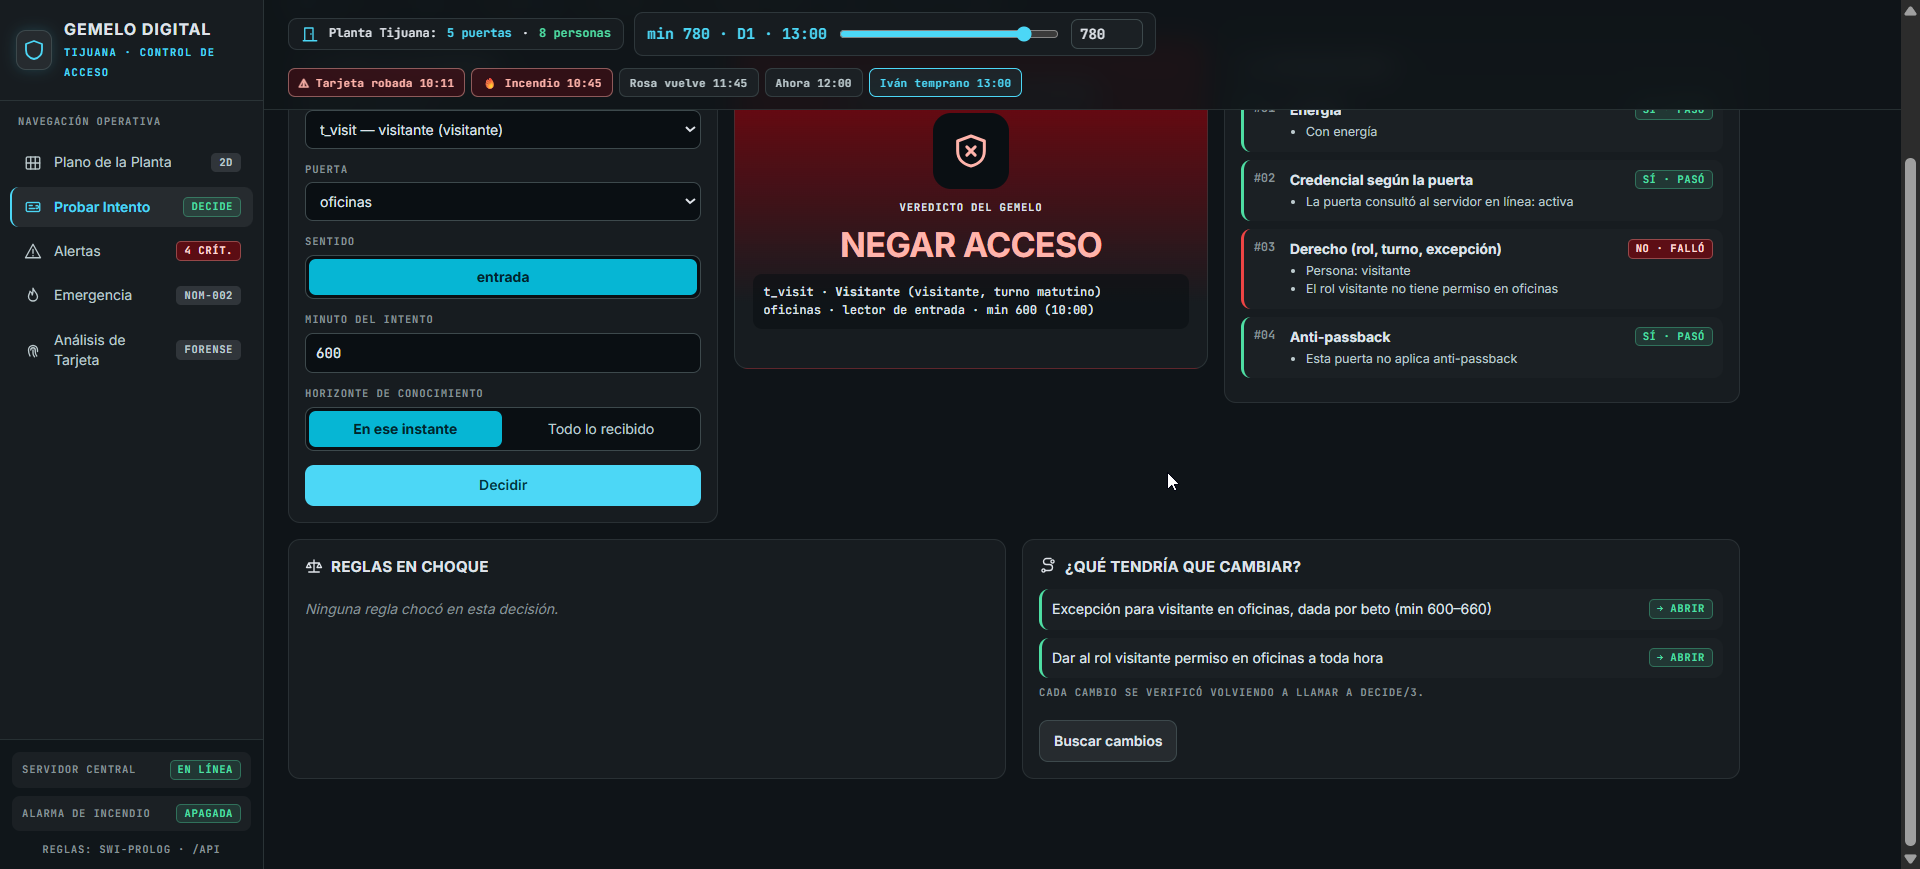 GEMELO DIGITAL
TIJUANA · CONTROL DE
ACCESO
NAVEGACIÓN OPERATIVA
Plano de la Planta 2D
Probar Intento DECIDE
Alertas 4 CRÍT.
Emergencia NOM-002
Análisis de
Tarjeta FORENSE
SERVIDOR CENTRAL EN LÍNEA
ALARMA DE INCENDIO APAGADA
REGLAS: SWI-PROLOG · /API
Planta Tijuana: 5 puertas · 8 personas
min 780 · D1 · 13:00 780
Tarjeta robada 10:11
Incendio 10:45
Rosa vuelve 11:45
Ahora 12:00
Iván temprano 13:00
t_visit — visitante (visitante)
PUERTA
oficinas
SENTIDO
entrada
MINUTO DEL INTENTO
600
HORIZONTE DE CONOCIMIENTO
En ese instante Todo lo recibido
Decidir
VEREDICTO DEL GEMELO
NEGAR ACCESO
t_visit · Visitante (visitante, turno matutino)
oficinas · lector de entrada · min 600 (10:00)
#01 Energía SÍ · PASÓ
• Con energía
#02 Credencial según la puerta SÍ · PASÓ
• La puerta consultó al servidor en línea: activa
#03 Derecho (rol, turno, excepción) NO · FALLÓ
• Persona: visitante
• El rol visitante no tiene permiso en oficinas
#04 Anti-passback SÍ · PASÓ
• Esta puerta no aplica anti-passback
REGLAS EN CHOQUE
Ninguna regla chocó en esta decisión.
¿QUÉ TENDRÍA QUE CAMBIAR?
Excepción para visitante en oficinas, dada por beto (min 600–660) → ABRIR
Dar al rol visitante permiso en oficinas a toda hora → ABRIR
CADA CAMBIO SE VERIFICÓ VOLVIENDO A LLAMAR A DECIDE/3.
Buscar cambios